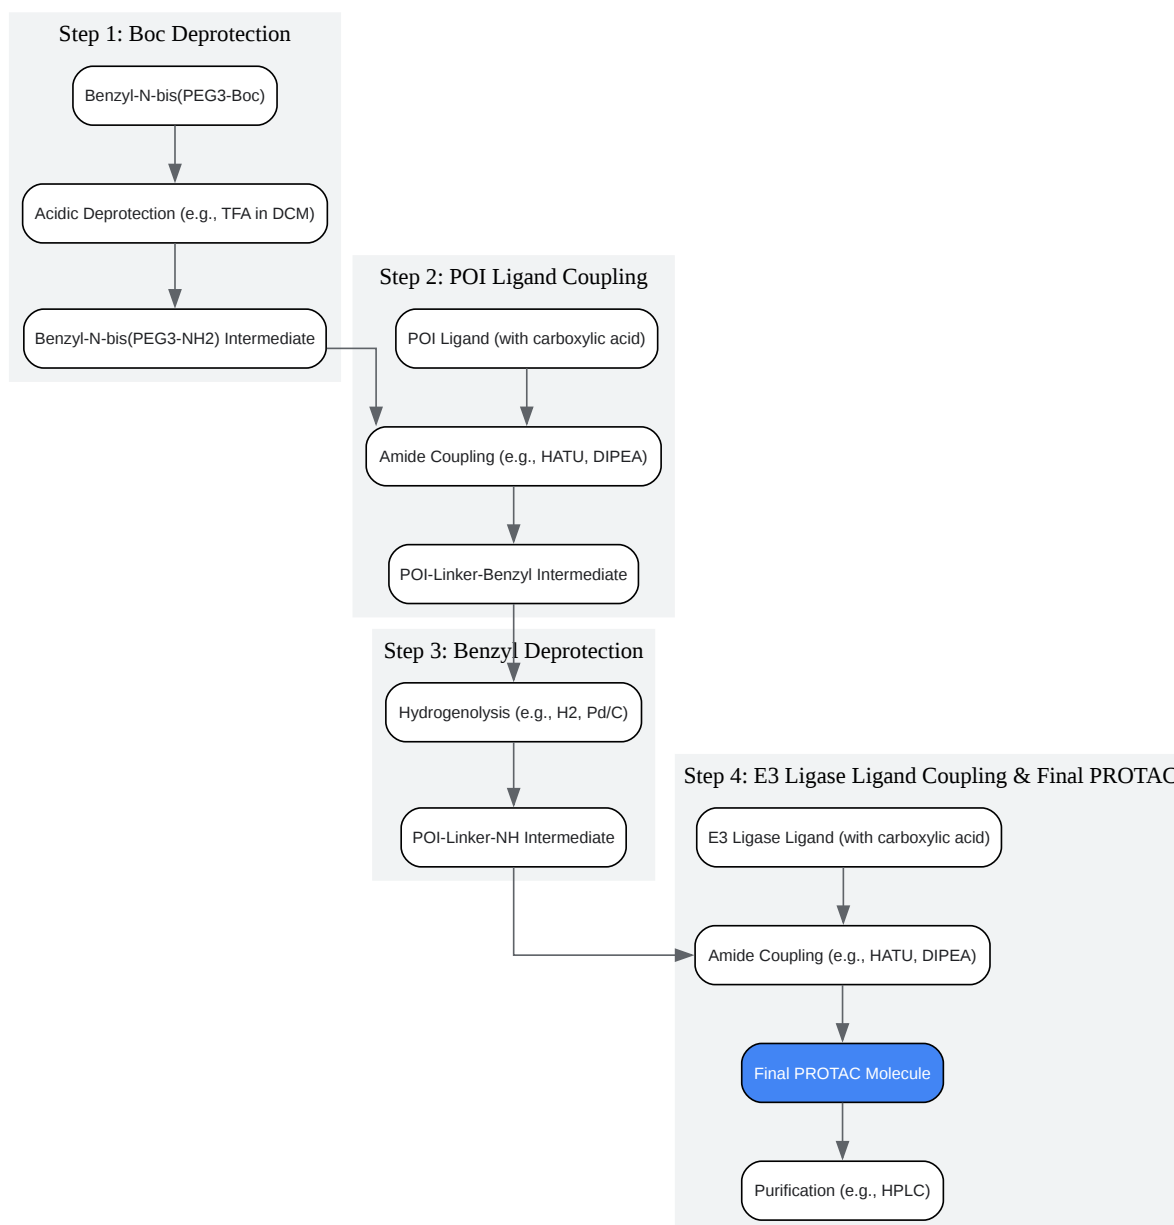 Step 1: Boc Deprotection
Benzyl-N-bis(PEG3-Boc)
Acidic Deprotection (e.g., TFA in DCM)
Benzyl-N-bis(PEG3-NH2) Intermediate
Step 2: POI Ligand Coupling
POI Ligand (with carboxylic acid)
Amide Coupling (e.g., HATU, DIPEA)
POI-Linker-Benzyl Intermediate
Step 3: Benzyl Deprotection
Hydrogenolysis (e.g., H2, Pd/C)
POI-Linker-NH Intermediate
Step 4: E3 Ligase Ligand Coupling & Final PROTAC
E3 Ligase Ligand (with carboxylic acid)
Amide Coupling (e.g., HATU, DIPEA)
Final PROTAC Molecule
Purification (e.g., HPLC)